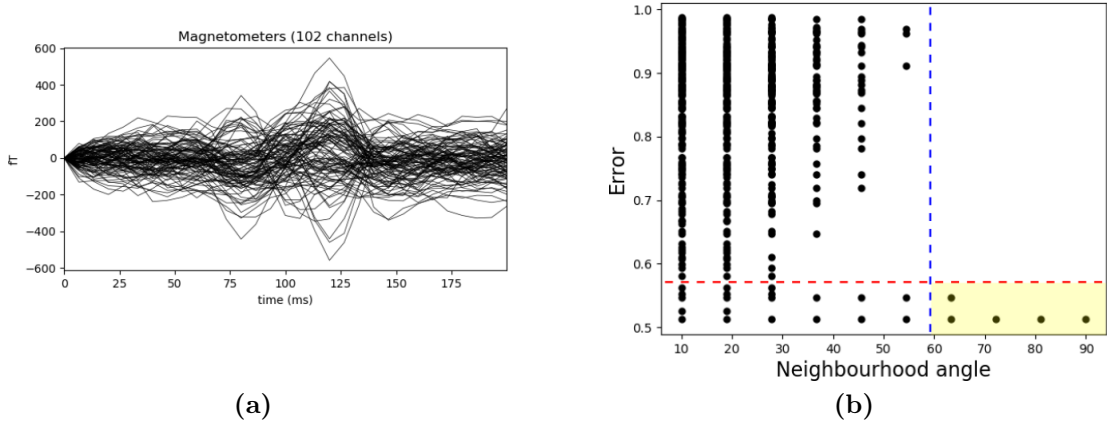 Magnetometers (102 channels)
600
400
200
0
−200
−400
−600
fT
0 25 50 75 100 125 150 175
time (ms)
(a)
1.0
0.9
0.8
0.7
0.6
0.5
Error
10 20 30 40 50 60 70 80 90
Neighbourhood angle
(b)